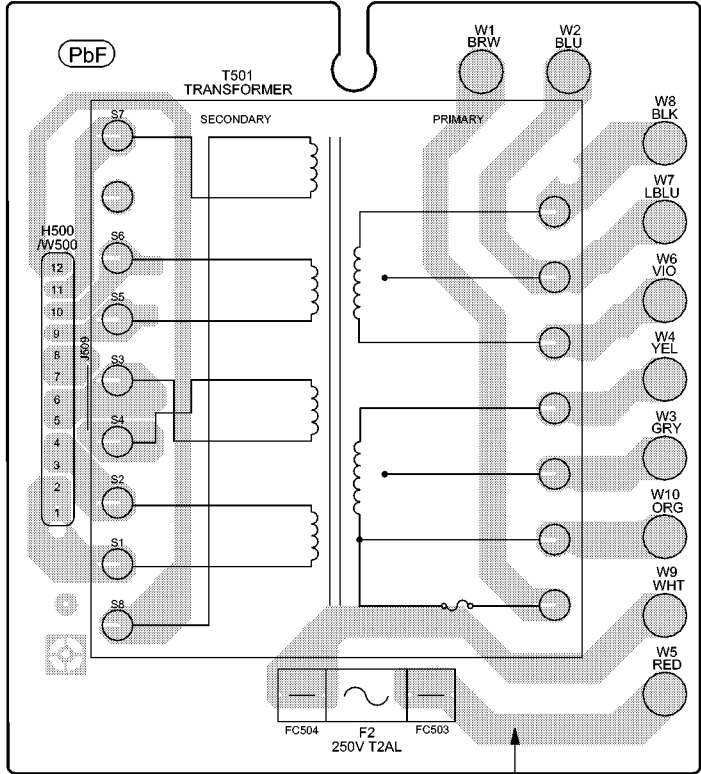 PbF
W1
BRW
W2
BLU
T501
TRANSFORMER
SECONDARY
PRIMARY
S7
W8
BLK
W7
LBLU
H500
/W500
S6
W6
VIO
12
11
10
9
8
7
6
5
4
3
2
1
J509
S5
W4
YEL
S3
W3
GRY
S4
S2
W10
ORG
S1
W9
WHT
S8
W5
RED
FC504
F2
250V T2AL
FC503